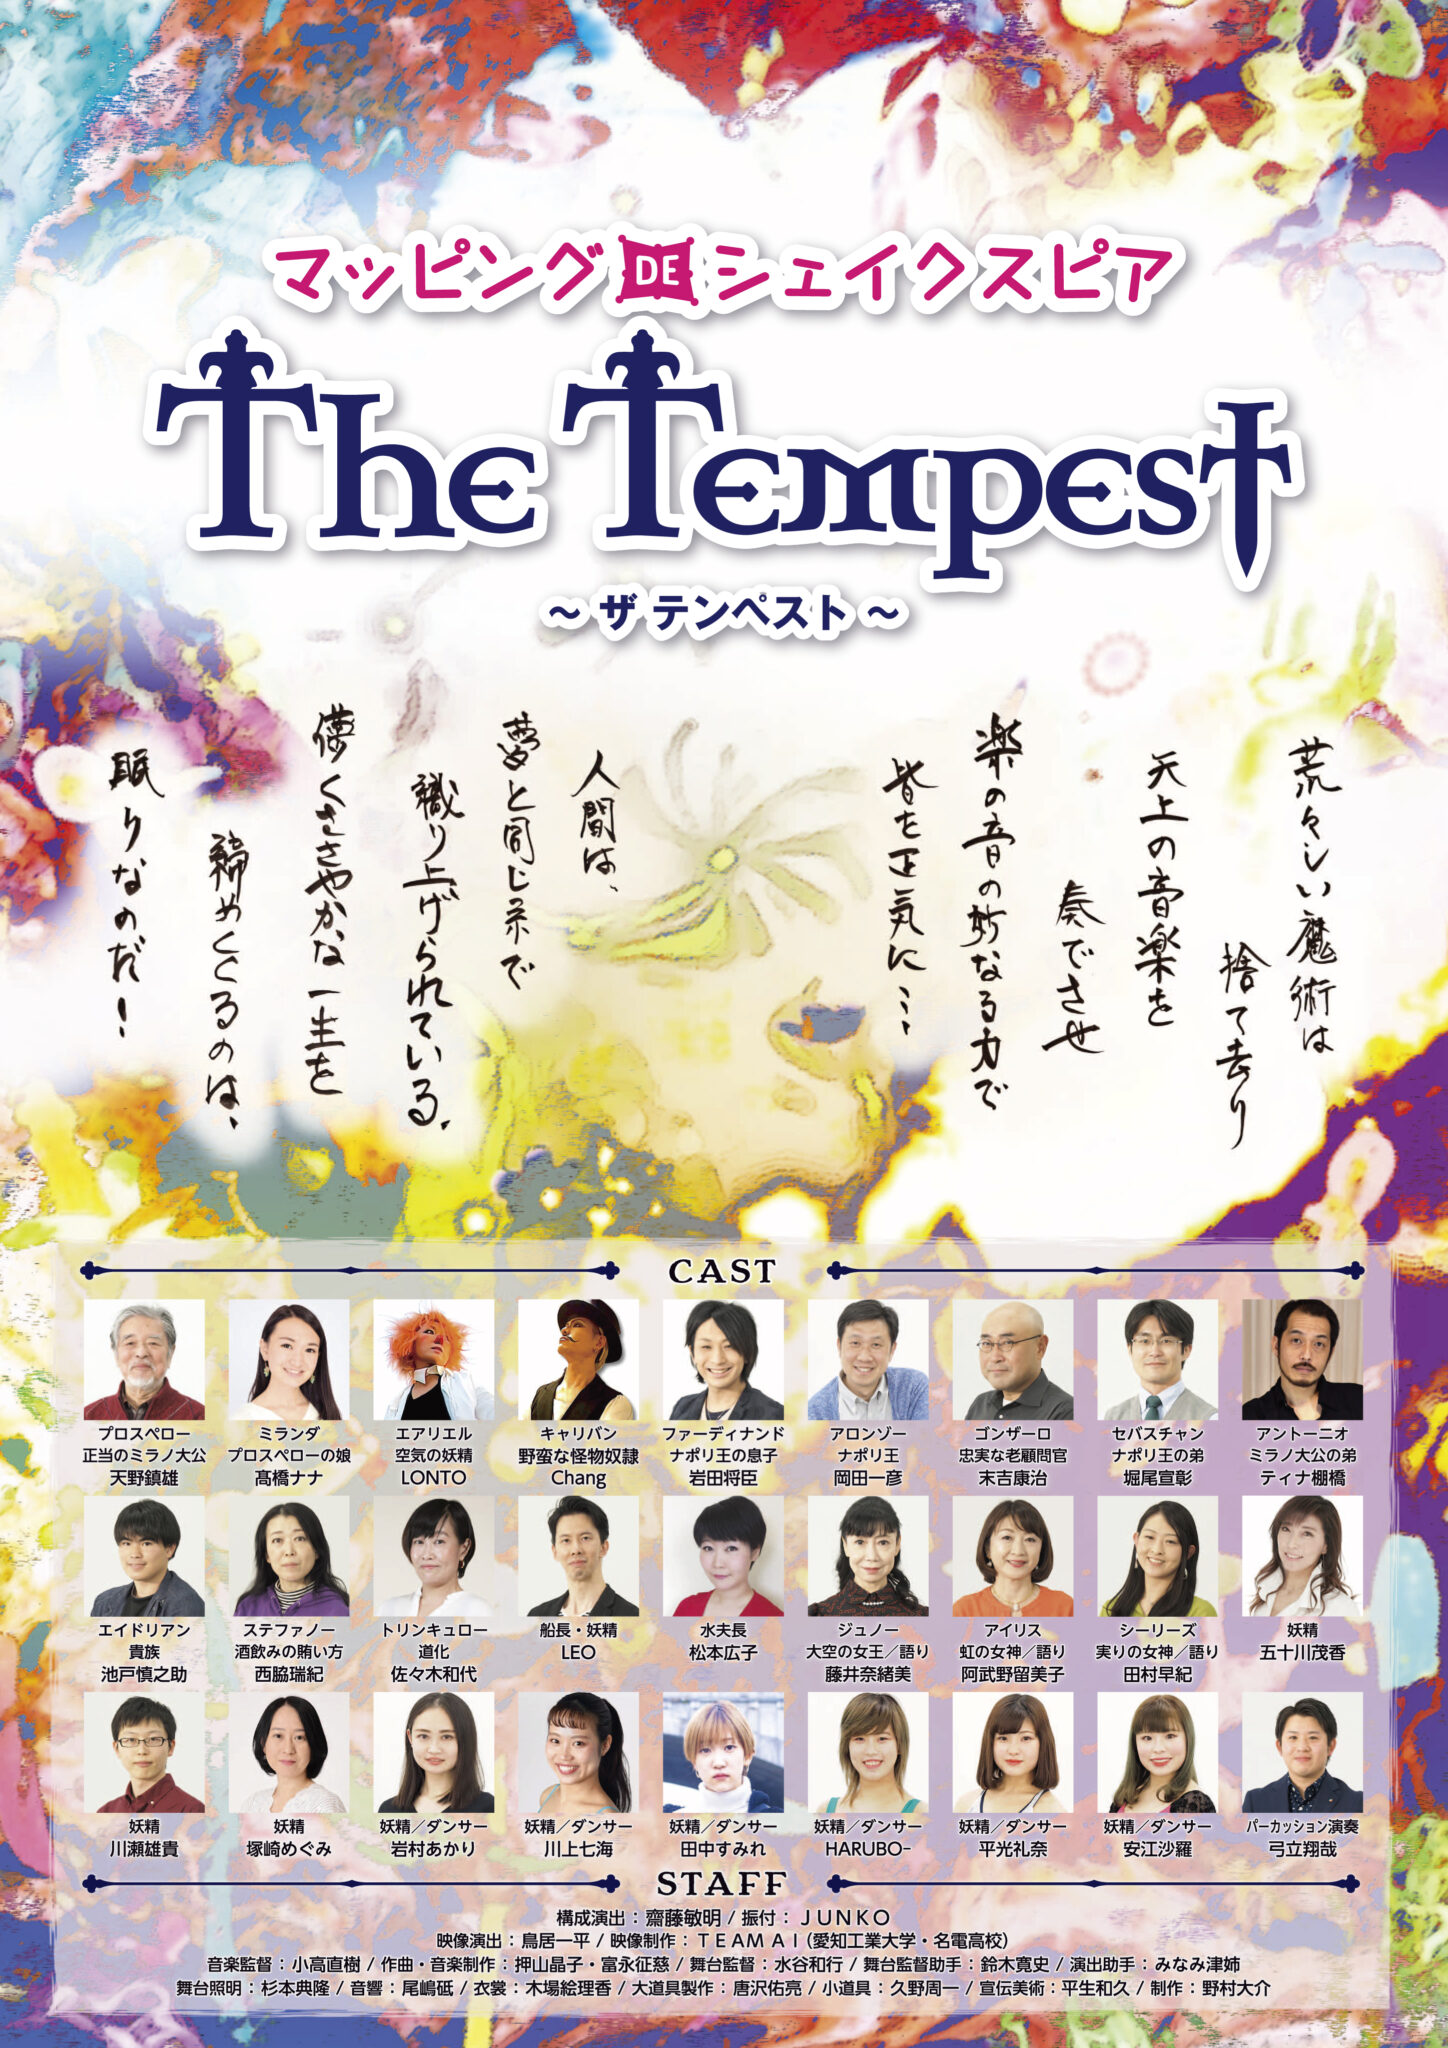 マッピング DE シェイクスピア
The Tempest
～ ザ テンペスト ～
荒々しい魔術は
捨て去り
天上の音楽を
奏でさせ
楽の音の妙なる力で
皆を正気に…
人間は、
夢と同じ糸で
織り上げられている、
儚くささやかな一生を
締めくくるのは、
眠りなのだ！
CAST
プロスペロー
正当のミラノ大公
天野鎮雄
ミランダ
プロスペローの娘
髙橋ナナ
エアリエル
空気の妖精
LONTO
キャリバン
野蛮な怪物奴隷
Chang
ファーディナンド
ナポリ王の息子
岩田将臣
アロンゾー
ナポリ王
岡田一彦
ゴンザーロ
忠実な老顧問官
末吉康治
セバスチャン
ナポリ王の弟
堀尾宣彰
アントーニオ
ミラノ大公の弟
ティナ棚橋
エイドリアン
貴族
池戸慎之助
ステファノー
酒飲みの賄い方
西脇瑞紀
トリンキュロー
道化
佐々木和代
船長・妖精
LEO
水夫長
松本広子
ジュノー
大空の女王／語り
藤井奈緒美
アイリス
虹の女神／語り
阿武野留美子
シーリーズ
実りの女神／語り
田村早紀
妖精
五十川茂香
妖精
川瀬雄貴
妖精
塚崎めぐみ
妖精／ダンサー
岩村あかり
妖精／ダンサー
川上七海
妖精／ダンサー
田中すみれ
妖精／ダンサー
HARUBO-
妖精／ダンサー
平光礼奈
妖精／ダンサー
安江沙羅
パーカッション演奏
弓立翔哉
STAFF
構成演出：齋藤敏明 / 振付：ＪＵＮＫＯ
映像演出：鳥居一平 / 映像制作：ＴＥＡＭ ＡＩ（愛知工業大学・名電高校）
音楽監督：小高直樹 / 作曲・音楽制作：押山晶子・富永征慈 / 舞台監督：水谷和行 / 舞台監督助手：鈴木寛史 / 演出助手：みなみ津姉
舞台照明：杉本典隆 / 音響：尾嶋砥 / 衣裳：木場絵理香 / 大道具製作：唐沢佑亮 / 小道具：久野周一 / 宣伝美術：平生和久 / 制作：野村大介